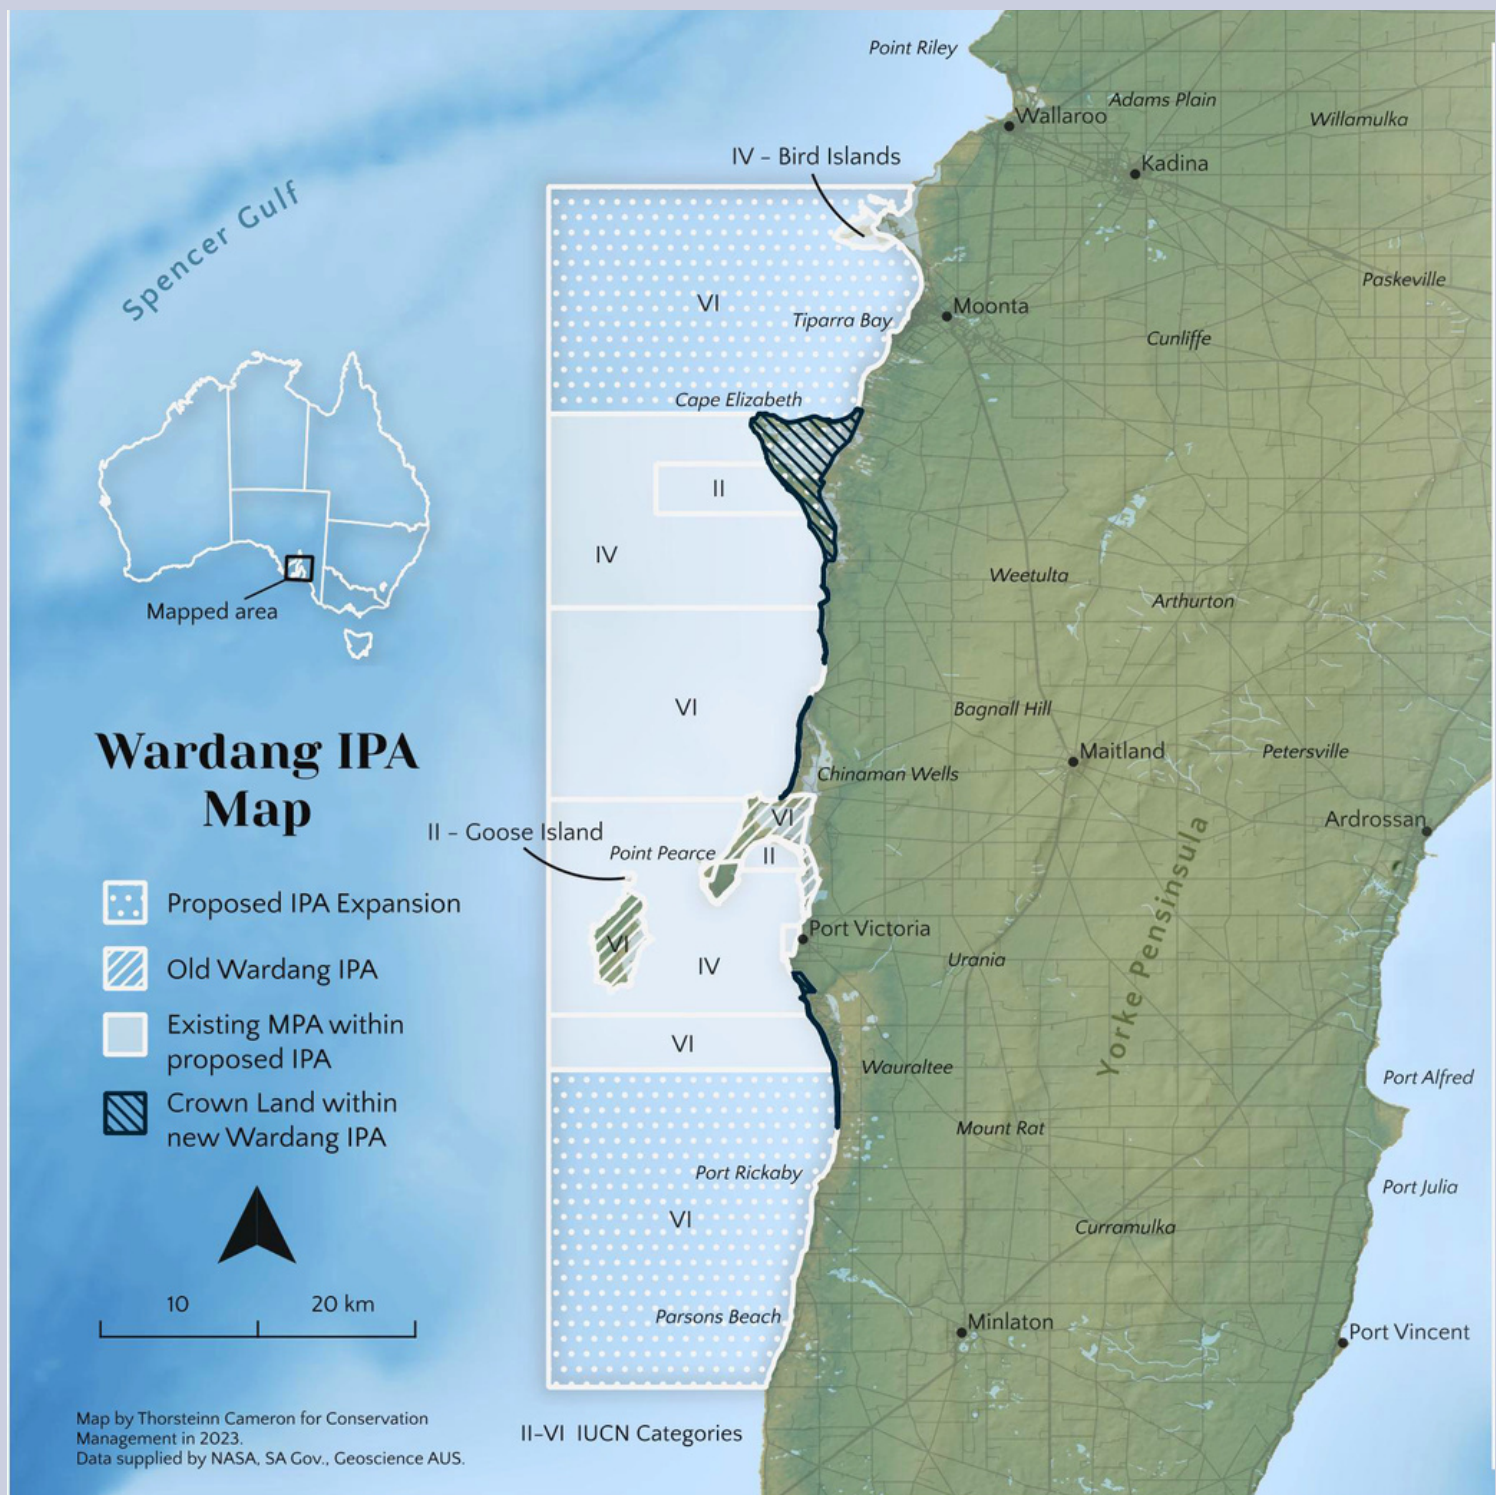 Point Riley
Adams Plain
Wallaroo
Willamulka
IV – Bird Islands
Kadina
Spencer Gulf
Paskeville
VI
Moonta
Tiparra Bay
Cunliffe
Cape Elizabeth
II
IV
Weetulta
Arthurton
Mapped area
VI
Bagnall Hill
Wardang IPA
Map
Maitland
Petersville
Chinaman Wells
VI
Ardrossan
II – Goose Island
Point Pearce
II
Yorke Pensinsula
Proposed IPA Expansion
Port Victoria
VI
IV
Urania
Old Wardang IPA
Existing MPA within
proposed IPA
VI
Wauraltee
Port Alfred
Crown Land within
new Wardang IPA
Mount Rat
Port Rickaby
Port Julia
VI
Curramulka
10 20 km
Parsons Beach
Minlaton
Port Vincent
Map by Thorsteinn Cameron for Conservation
Management in 2023.
Data supplied by NASA, SA Gov., Geoscience AUS.
II–VI IUCN Categories